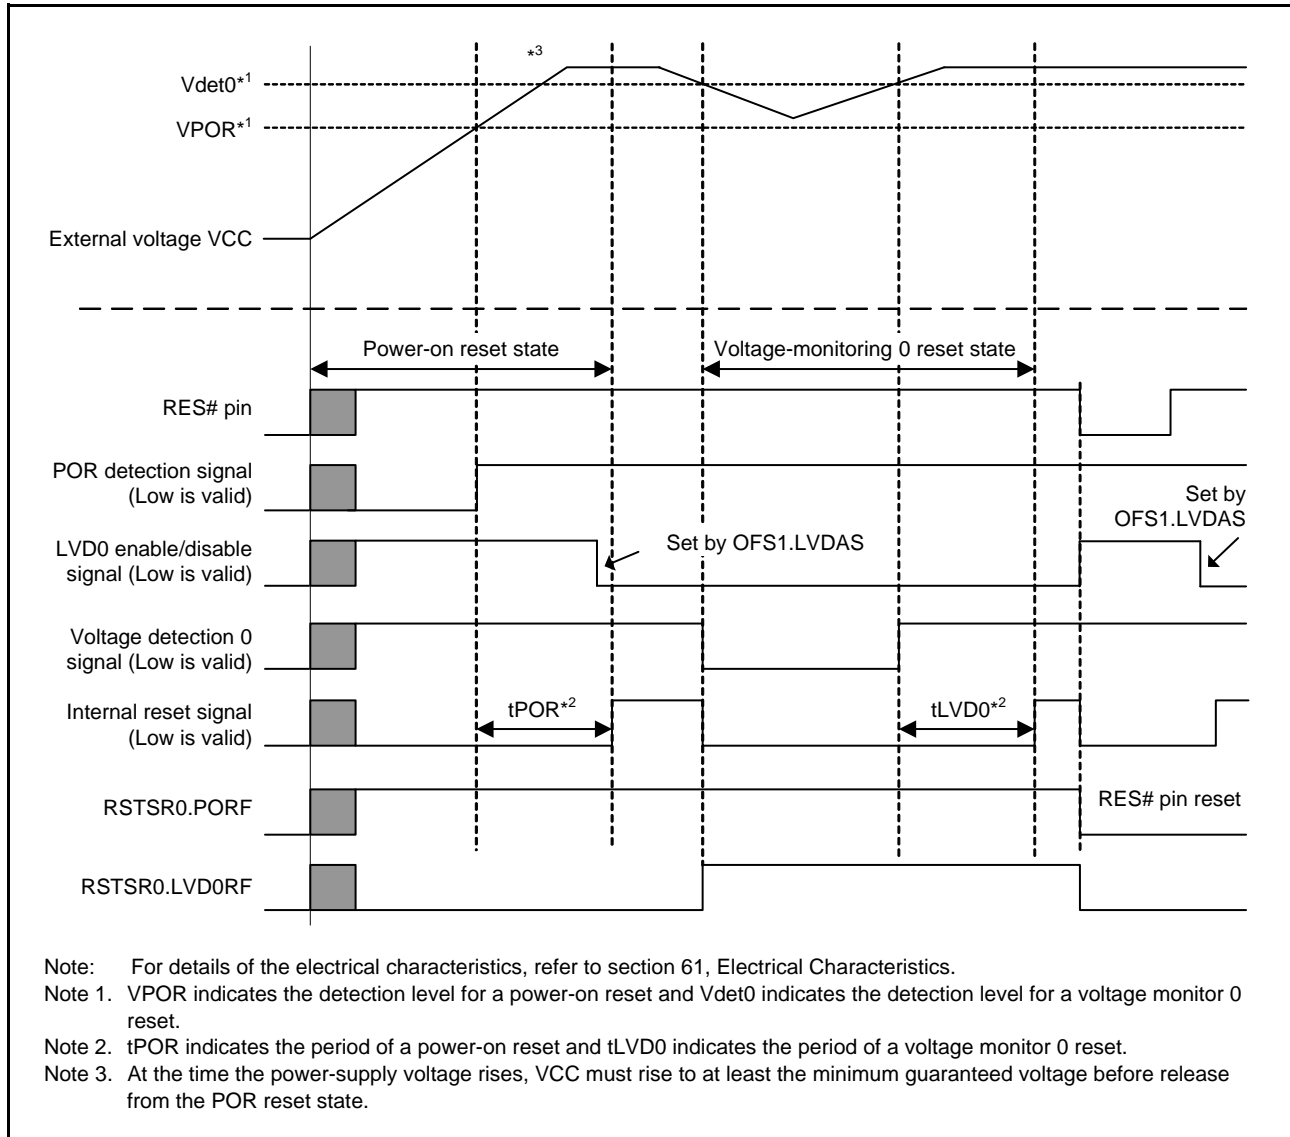 *3
Vdet0*1
VPOR*1
External voltage VCC
Power-on reset state
Voltage-monitoring 0 reset state
RES# pin
POR detection signal
(Low is valid)
Set by
OFS1.LVDAS
LVD0 enable/disable
signal (Low is valid)
Set by OFS1.LVDAS
Voltage detection 0
signal (Low is valid)
Internal reset signal
(Low is valid)
tPOR*2
tLVD0*2
RSTSR0.PORF
RES# pin reset
RSTSR0.LVD0RF
Note: For details of the electrical characteristics, refer to section 61, Electrical Characteristics.
Note 1. VPOR indicates the detection level for a power-on reset and Vdet0 indicates the detection level for a voltage monitor 0
reset.
Note 2. tPOR indicates the period of a power-on reset and tLVD0 indicates the period of a voltage monitor 0 reset.
Note 3. At the time the power-supply voltage rises, VCC must rise to at least the minimum guaranteed voltage before release
from the POR reset state.